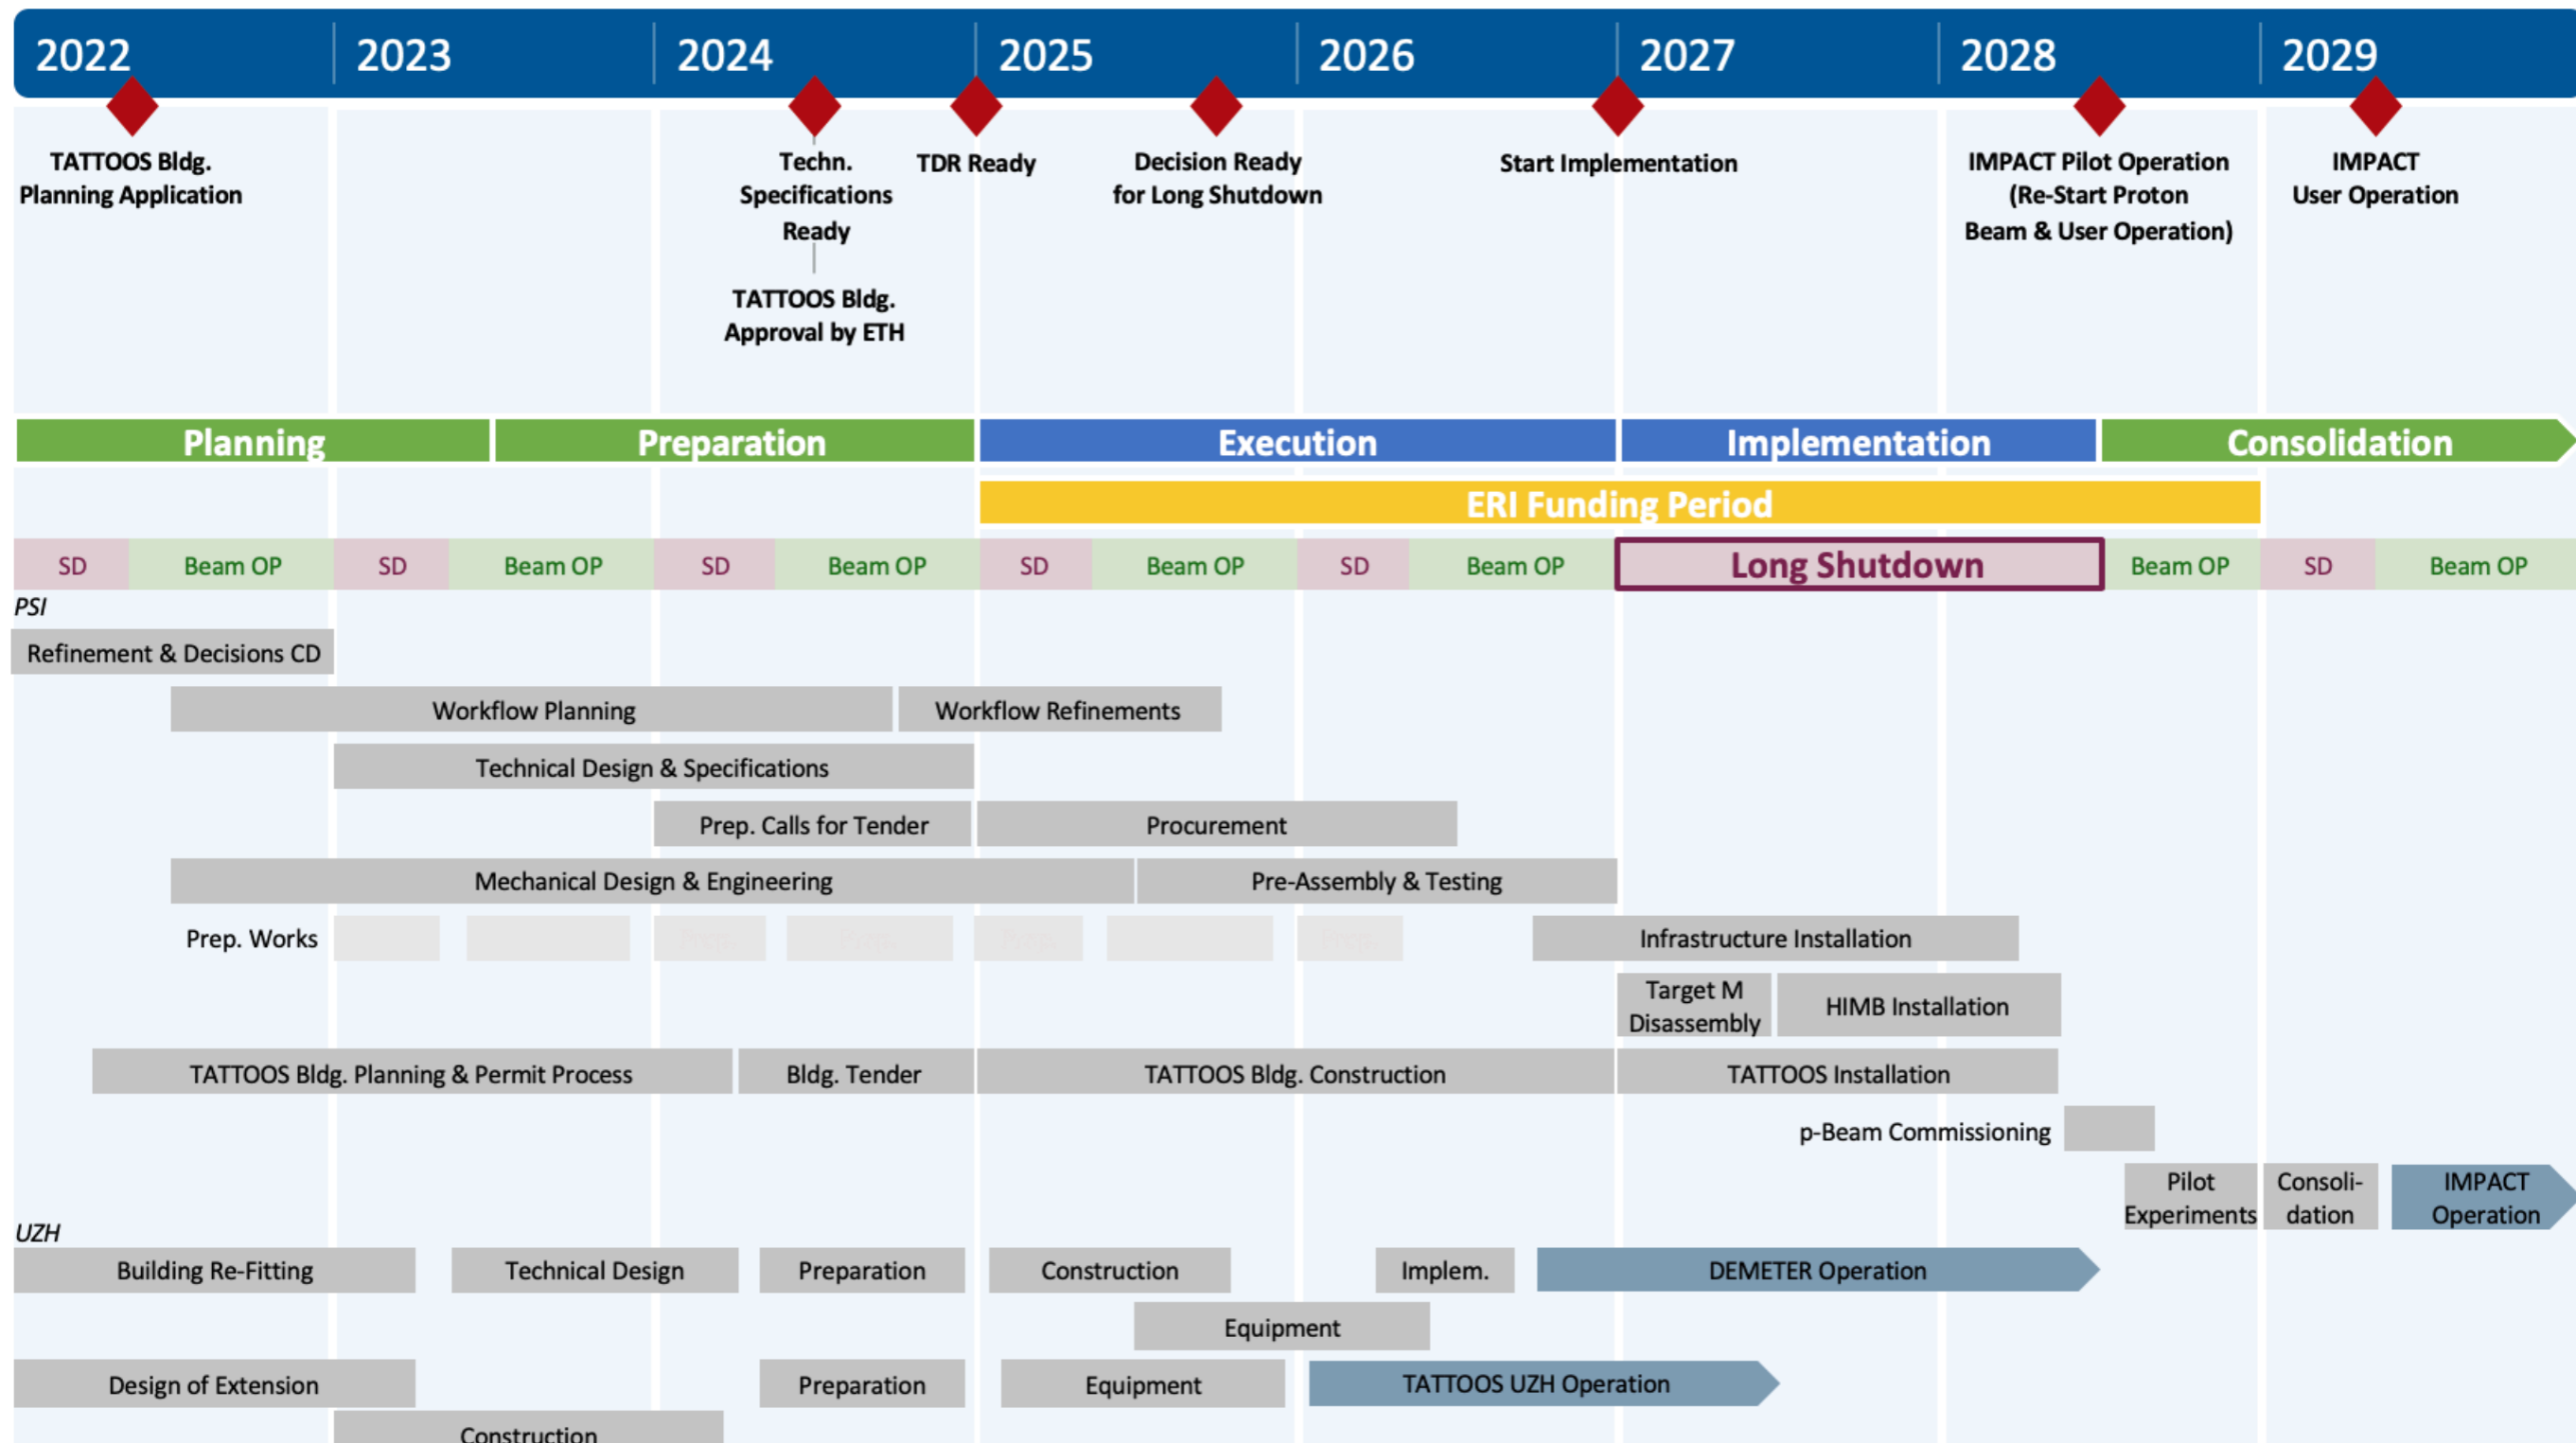 2022 2023 2024 2025 2026 2027 2028 2029
TATTOOS Bldg.
Planning Application
Techn.
Specifications
Ready
TATTOOS Bldg.
Approval by ETH
TDR Ready
Decision Ready
for Long Shutdown
Start Implementation
IMPACT Pilot Operation
(Re-Start Proton
Beam & User Operation)
IMPACT
User Operation
Planning Preparation Execution Implementation Consolidation
ERI Funding Period
SD Beam OP SD Beam OP SD Beam OP SD Beam OP SD Beam OP Long Shutdown Beam OP SD Beam OP
PSI
Refinement & Decisions CD
Workflow Planning Workflow Refinements
Technical Design & Specifications
Prep. Calls for Tender Procurement
Mechanical Design & Engineering Pre-Assembly & Testing
Prep. Works Infrastructure Installation
Target M
Disassembly
HIMB Installation
TATTOOS Bldg. Planning & Permit Process Bldg. Tender TATTOOS Bldg. Construction TATTOOS Installation
p-Beam Commissioning
Pilot
Experiments
Consoli-
dation
IMPACT
Operation
UZH
Building Re-Fitting Technical Design Preparation Construction Implem. DEMETER Operation
Equipment
Design of Extension Preparation Equipment TATTOOS UZH Operation
Construction